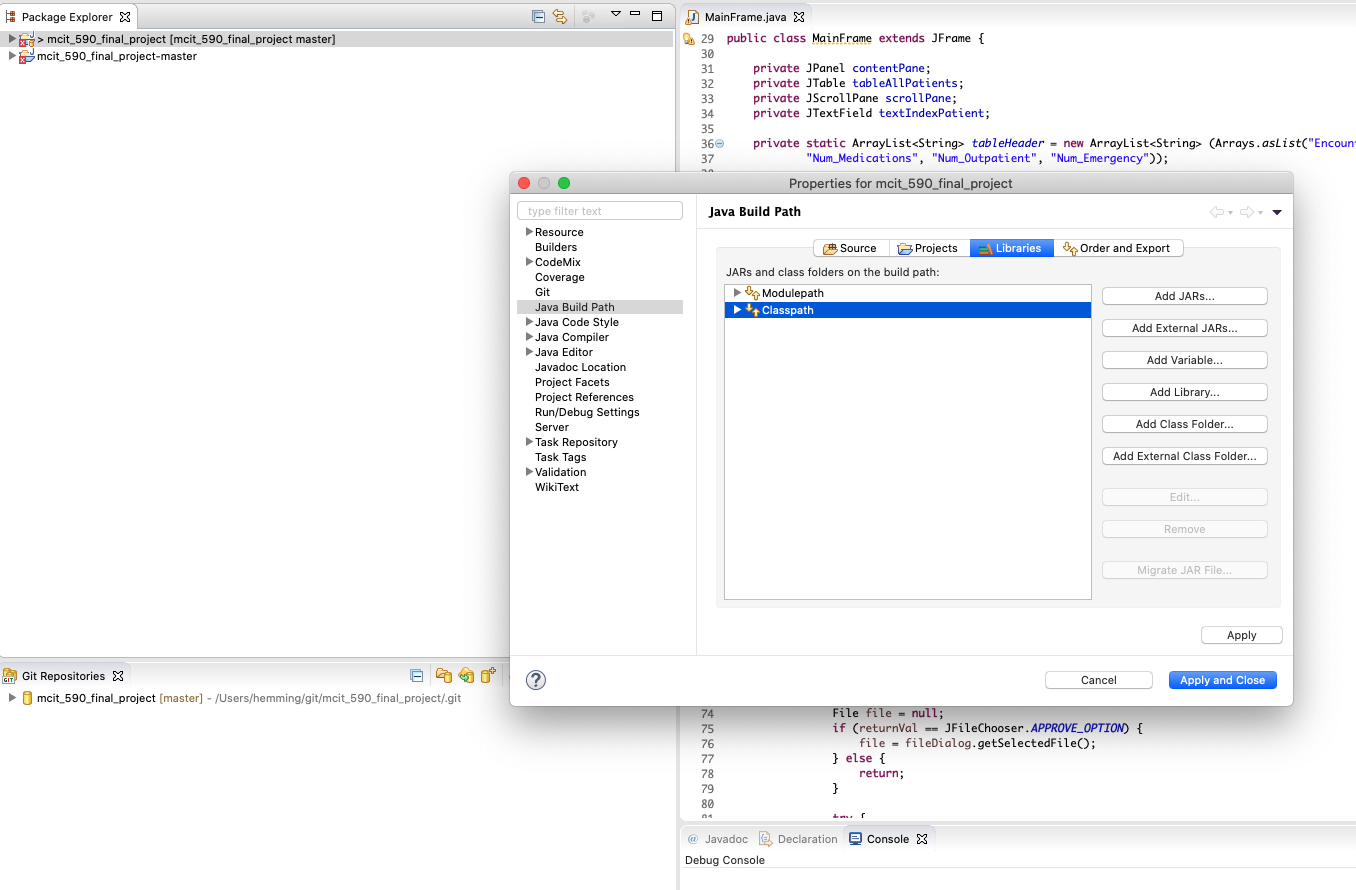 Package Explorer
> mcit_590_final_project [mcit_590_final_project master]
mcit_590_final_project-master
MainFrame.java
29 public class MainFrame extends JFrame {
30
31 private JPanel contentPane;
32 private JTable tableAllPatients;
33 private JScrollPane scrollPane;
34 private JTextField textIndexPatient;
35
36 private static ArrayList<String> tableHeader = new ArrayList<String> (Arrays.asList("Encoun
37 "Num_Medications", "Num_Outpatient", "Num_Emergency"));
Properties for mcit_590_final_project
type filter text
Resource
Builders
CodeMix
Coverage
Git
Java Build Path
Java Code Style
Java Compiler
Java Editor
Javadoc Location
Project Facets
Project References
Run/Debug Settings
Server
Task Repository
Task Tags
Validation
WikiText
Java Build Path
Source
Projects
Libraries
Order and Export
JARs and class folders on the build path:
Modulepath
Classpath
Add JARs...
Add External JARs...
Add Variable...
Add Library...
Add Class Folder...
Add External Class Folder...
Edit...
Remove
Migrate JAR File...
Apply
?
Cancel
Apply and Close
Git Repositories
mcit_590_final_project [master] - /Users/hemming/git/mcit_590_final_project/.git
74 File file = null;
75 if (returnVal == JFileChooser.APPROVE_OPTION) {
76 file = fileDialog.getSelectedFile();
77 } else {
78 return;
79 }
80
81 try {
@ Javadoc
Declaration
Console
Debug Console